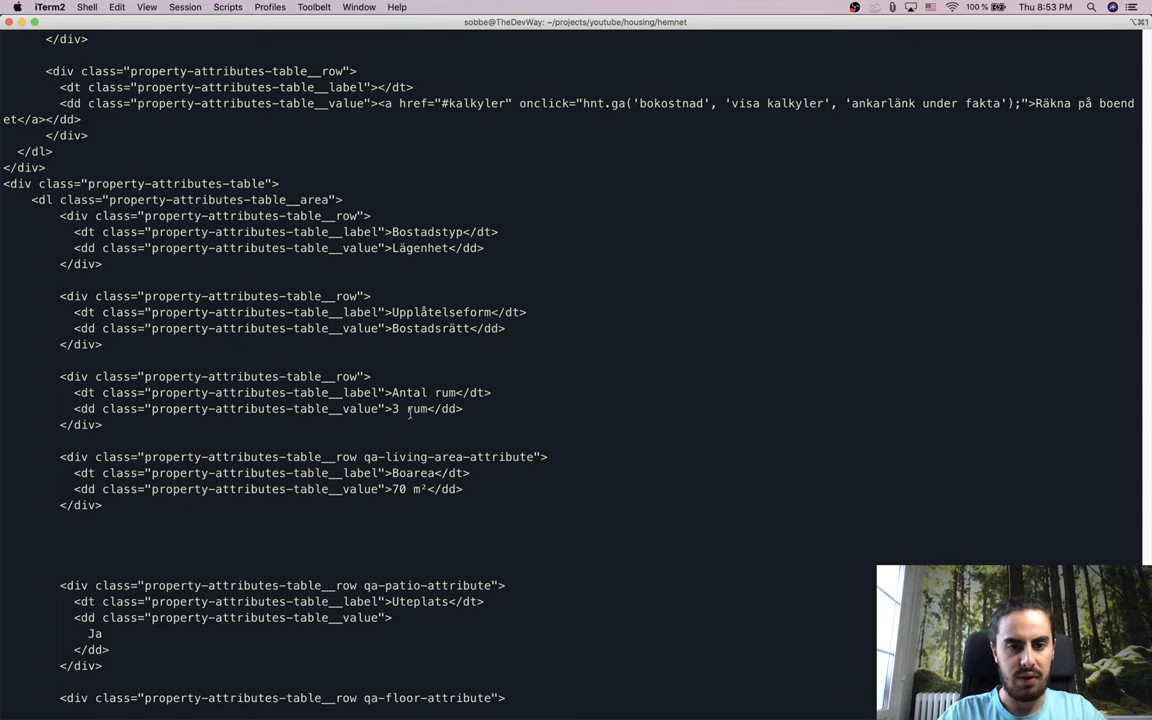 iTerm2 Shell Edit View Session Scripts Profiles Toolbelt Window Help 100 % Thu 8:53 PM
sobbe@TheDevWay: ~/projects/youtube/housing/hemnet ⌥⌘1
</div>
<div class="property-attributes-table__row">
<dt class="property-attributes-table__label"></dt>
<dd class="property-attributes-table__value"><a href="#kalkyler" onclick="hnt.ga('bokostnad', 'visa kalkyler', 'ankarlänk under fakta');">Räkna på boend
et</a></dd>
</div>
</dl>
</div>
<div class="property-attributes-table">
<dl class="property-attributes-table__area">
<div class="property-attributes-table__row">
<dt class="property-attributes-table__label">Bostadstyp</dt>
<dd class="property-attributes-table__value">Lägenhet</dd>
</div>
<div class="property-attributes-table__row">
<dt class="property-attributes-table__label">Upplåtelseform</dt>
<dd class="property-attributes-table__value">Bostadsrätt</dd>
</div>
<div class="property-attributes-table__row">
<dt class="property-attributes-table__label">Antal rum</dt>
<dd class="property-attributes-table__value">3 rum</dd>
</div>
<div class="property-attributes-table__row qa-living-area-attribute">
<dt class="property-attributes-table__label">Boarea</dt>
<dd class="property-attributes-table__value">70 m²</dd>
</div>
<div class="property-attributes-table__row qa-patio-attribute">
<dt class="property-attributes-table__label">Uteplats</dt>
<dd class="property-attributes-table__value">
Ja
</dd>
</div>
<div class="property-attributes-table__row qa-floor-attribute">